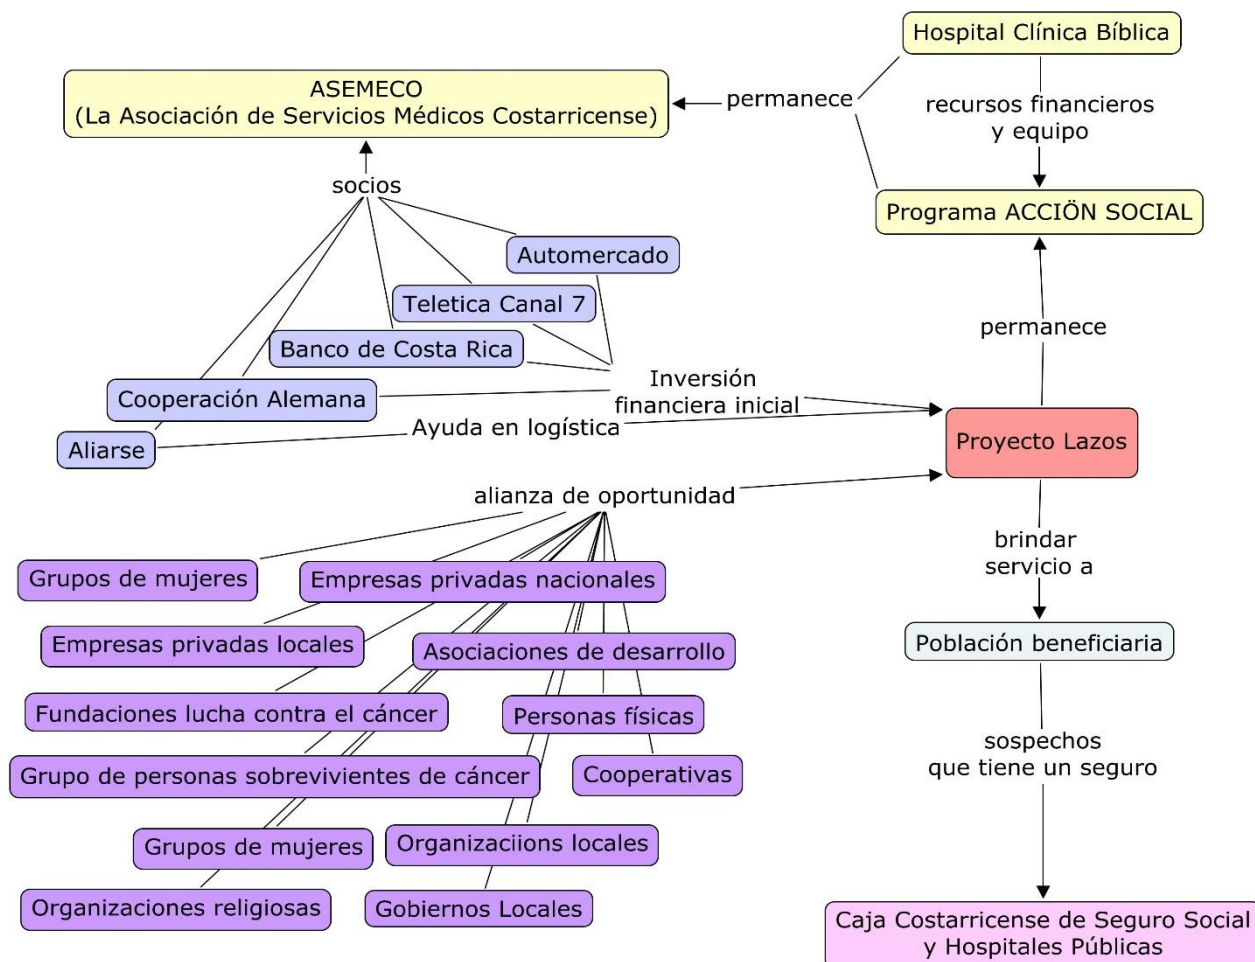 Hospital Clínica Bíblica
ASEMECO
(La Asociación de Servicios Médicos Costarricense)
permanece
recursos financieros
y equipo
socios
Programa ACCIÖN SOCIAL
Automercado
Teletica Canal 7
Banco de Costa Rica
permanece
Cooperación Alemana
Inversión
financiera inicial
Aliarse
Ayuda en logística
Proyecto Lazos
alianza de oportunidad
brindar
servicio a
Grupos de mujeres
Empresas privadas nacionales
Empresas privadas locales
Asociaciones de desarrollo
Población beneficiaria
Fundaciones lucha contra el cáncer
Personas físicas
sospechos
que tiene un seguro
Grupo de personas sobrevivientes de cáncer
Cooperativas
Grupos de mujeres
Organizaciions locales
Organizaciones religiosas
Gobiernos Locales
Caja Costarricense de Seguro Social
y Hospitales Públicas